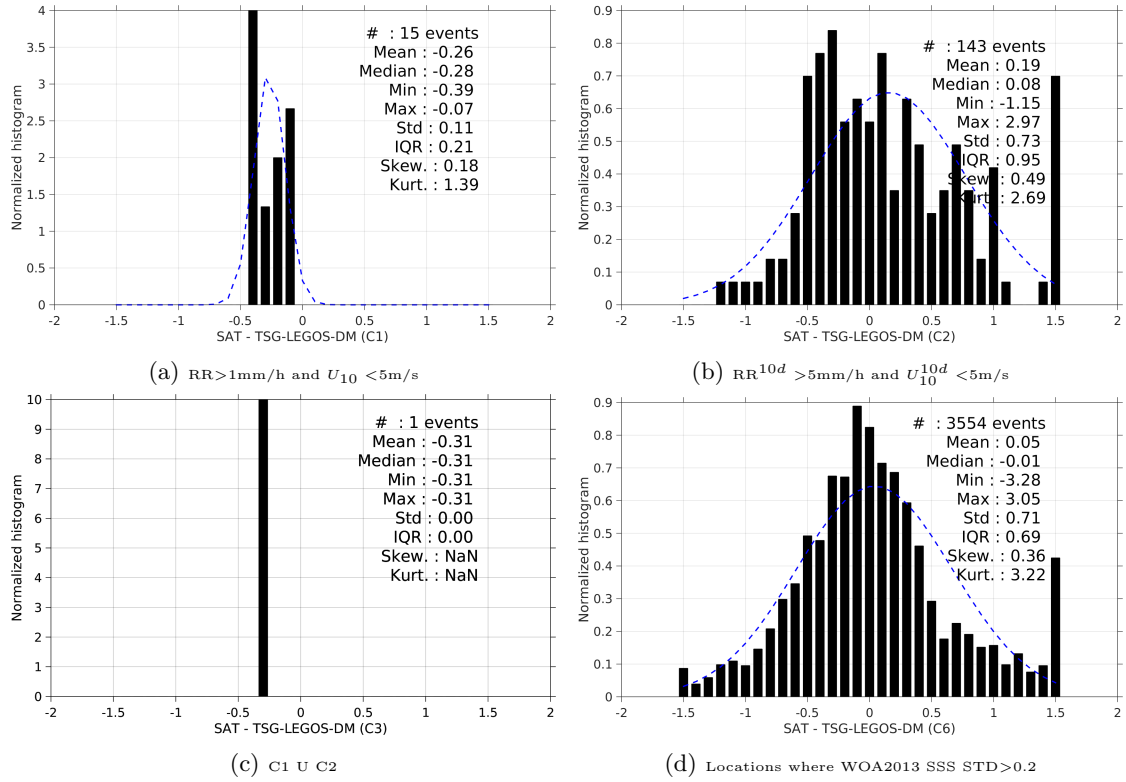 4
3.5
3
2.5
2
1.5
1
0.5
0
Normalized histogram
# : 15 events
Mean : -0.26
Median : -0.28
Min : -0.39
Max : -0.07
Std : 0.11
IQR : 0.21
Skew. : 0.18
Kurt. : 1.39
-2 -1.5 -1 -0.5 0 0.5 1 1.5 2
SAT - TSG-LEGOS-DM (C1)
(a) RR>1mm/h and U10 <5m/s
0.9
0.8
0.7
0.6
0.5
0.4
0.3
0.2
0.1
0
Normalized histogram
# : 143 events
Mean : 0.19
Median : 0.08
Min : -1.15
Max : 2.97
Std : 0.73
IQR : 0.95
Skew. : 0.49
Kurt. : 2.69
-2 -1.5 -1 -0.5 0 0.5 1 1.5 2
SAT - TSG-LEGOS-DM (C2)
(b) RR^10d >5mm/h and U10^10d <5m/s
10
9
8
7
6
5
4
3
2
1
0
Normalized histogram
# : 1 events
Mean : -0.31
Median : -0.31
Min : -0.31
Max : -0.31
Std : 0.00
IQR : 0.00
Skew. : NaN
Kurt. : NaN
-2 -1.5 -1 -0.5 0 0.5 1 1.5 2
SAT - TSG-LEGOS-DM (C3)
(c) C1 U C2
0.9
0.8
0.7
0.6
0.5
0.4
0.3
0.2
0.1
0
Normalized histogram
# : 3554 events
Mean : 0.05
Median : -0.01
Min : -3.28
Max : 3.05
Std : 0.71
IQR : 0.69
Skew. : 0.36
Kurt. : 3.22
-2 -1.5 -1 -0.5 0 0.5 1 1.5 2
SAT - TSG-LEGOS-DM (C6)
(d) Locations where WOA2013 SSS STD>0.2